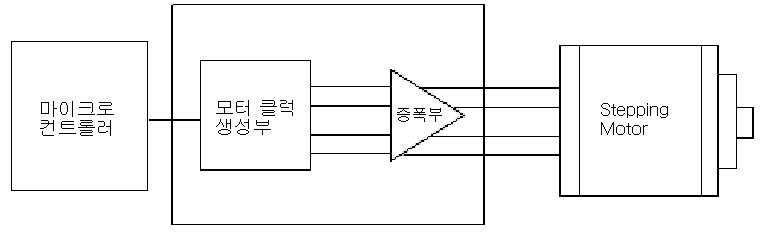 마이크로
컨트롤러
모터 클럭
생성부
증폭부
Stepping
Motor